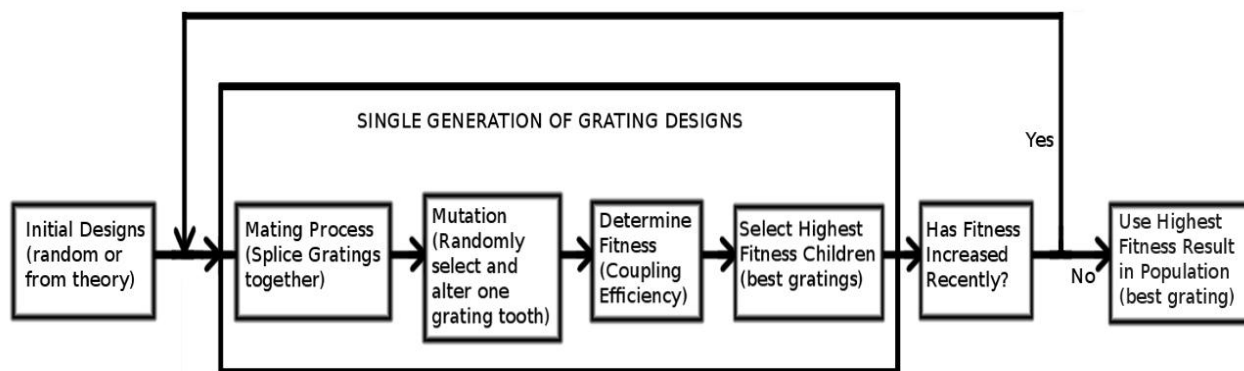 SINGLE GENERATION OF GRATING DESIGNS
Yes
Initial Designs
(random or
from theory)
Mating Process
(Splice Gratings
together)
Mutation
(Randomly
select and
alter one
grating tooth)
Determine
Fitness
(Coupling
Efficiency)
Select Highest
Fitness Children
(best gratings)
Has Fitness
Increased
Recently?
No
Use Highest
Fitness Result
in Population
(best grating)